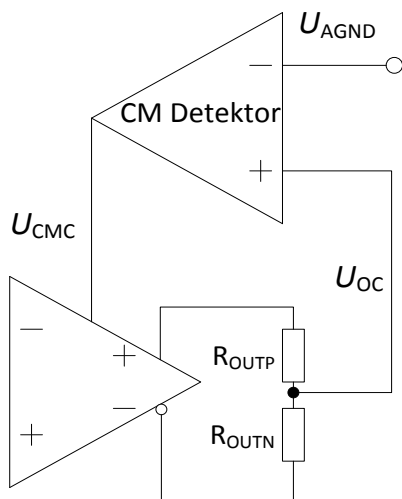 U_AGND
−
CM Detektor
+
U_CMC
U_OC
−
+
R_OUTP
−
R_OUTN
+